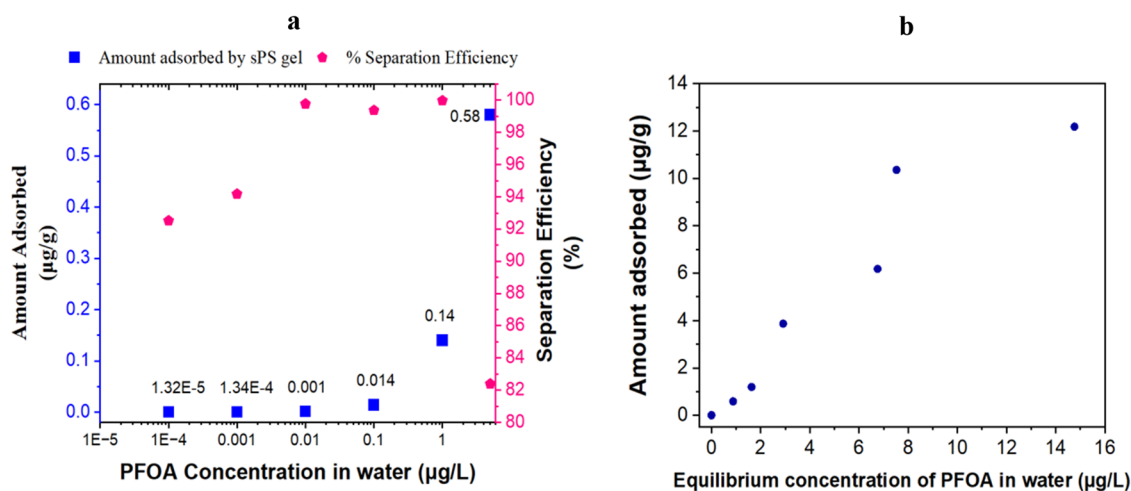 a
Amount adsorbed by sPS gel % Separation Efficiency
0.6
0.5
0.4
0.3
0.2
0.1
0.0
Amount Adsorbed
(μg/g)
1.32E-5
1.34E-4
0.001
0.014
0.14
0.58
100
98
96
94
92
90
88
86
84
82
80
Separation Efficiency
(%)
1E-5 1E-4 0.001 0.01 0.1 1
PFOA Concentration in water (μg/L)
b
14
12
10
8
6
4
2
0
Amount adsorbed (μg/g)
0 2 4 6 8 10 12 14 16
Equilibrium concentration of PFOA in water (μg/L)